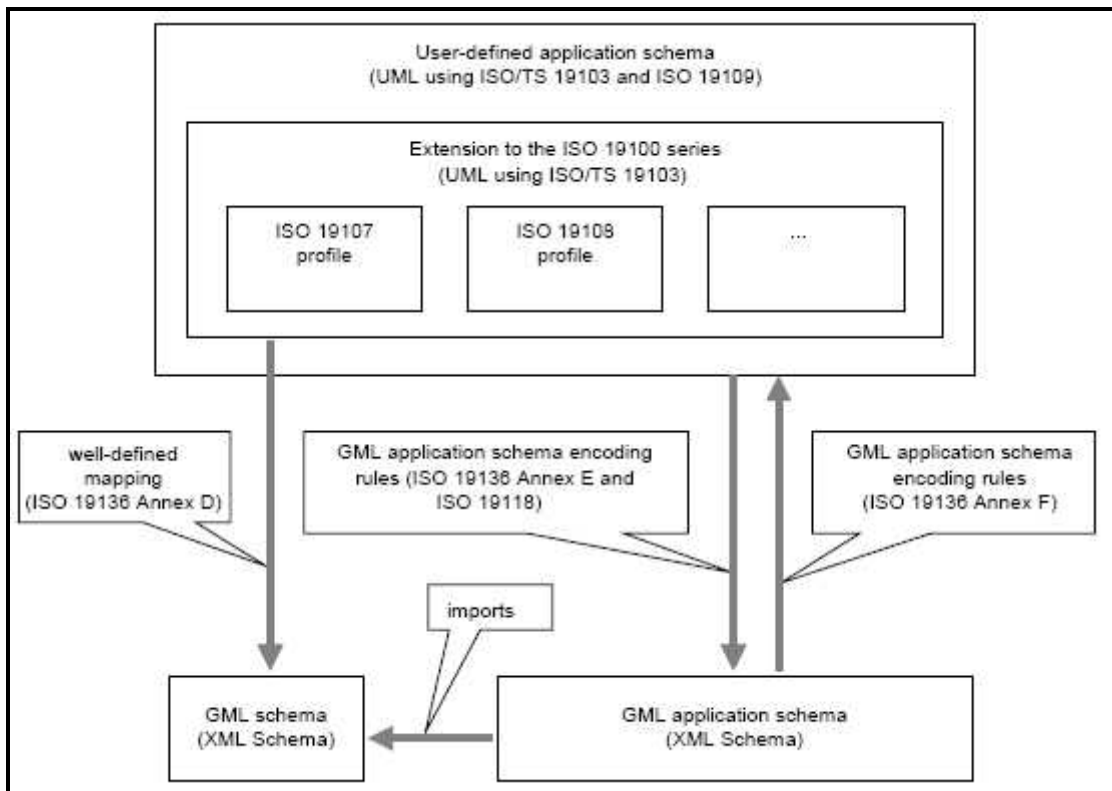 User-defined application schema
(UML using ISO/TS 19103 and ISO 19109)
Extension to the ISO 19100 series
(UML using ISO/TS 19103)
ISO 19107
profile
ISO 19108
profile
...
well-defined
mapping
(ISO 19136 Annex D)
GML application schema encoding
rules (ISO 19136 Annex E and
ISO 19118)
GML application schema
encoding rules
(ISO 19136 Annex F)
imports
GML schema
(XML Schema)
GML application schema
(XML Schema)